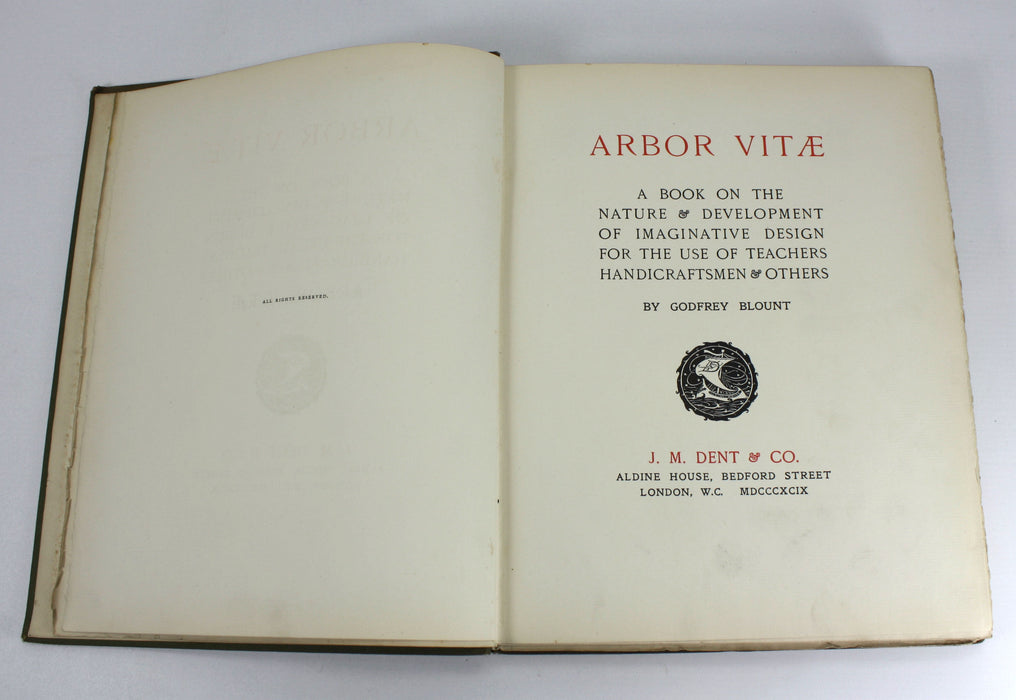 ALL RIGHTS RESERVED.
ARBOR VITÆ
A BOOK ON THE
NATURE & DEVELOPMENT
OF IMAGINATIVE DESIGN
FOR THE USE OF TEACHERS
HANDICRAFTSMEN & OTHERS
BY GODFREY BLOUNT
J. M. DENT & CO.
ALDINE HOUSE, BEDFORD STREET
LONDON, W.C. MDCCCXCIX